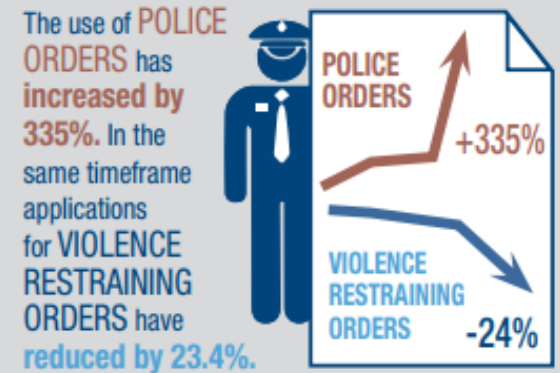 The use of POLICE
ORDERS has
increased by
335%. In the
same timeframe
applications
for VIOLENCE
RESTRAINING
ORDERS have
reduced by 23.4%.
POLICE
ORDERS
+335%
VIOLENCE
RESTRAINING
ORDERS
-24%